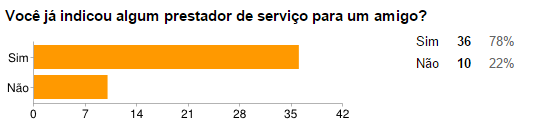 Você já indicou algum prestador de serviço para um amigo?
Sim 36 78%
Não 10 22%
Sim
Não
0 7 14 21 28 35 42